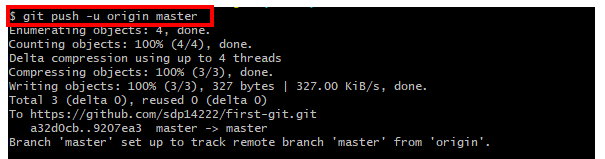 $ git push -u origin master
Enumerating objects: 4, done.
Counting objects: 100% (4/4), done.
Delta compression using up to 4 threads
Compressing objects: 100% (3/3), done.
Writing objects: 100% (3/3), 327 bytes | 327.00 KiB/s, done.
Total 3 (delta 0), reused 0 (delta 0)
To https://github.com/sdp14222/first-git.git
   a32d0cb..9207ea3  master -> master
Branch 'master' set up to track remote branch 'master' from 'origin'.